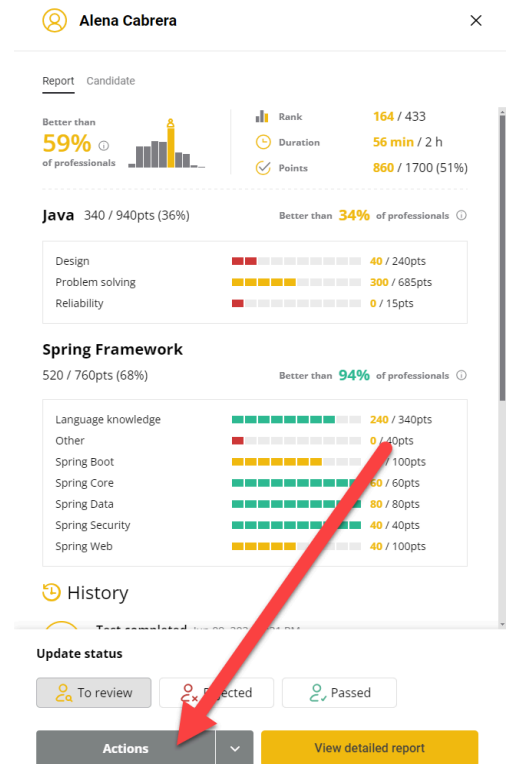 Alena Cabrera
Report Candidate
Better than
59%
of professionals
Rank 164 / 433
Duration 56 min / 2 h
Points 860 / 1700 (51%)
Java 340 / 940pts (36%) Better than 34% of professionals
Design 40 / 240pts
Problem solving 300 / 685pts
Reliability 0 / 15pts
Spring Framework
520 / 760pts (68%) Better than 94% of professionals
Language knowledge 240 / 340pts
Other 0 / 40pts
Spring Boot / 100pts
Spring Core / 60pts
Spring Data 80 / 80pts
Spring Security 40 / 40pts
Spring Web 40 / 100pts
History
Test completed
Update status
To review Rejected Passed
Actions View detailed report